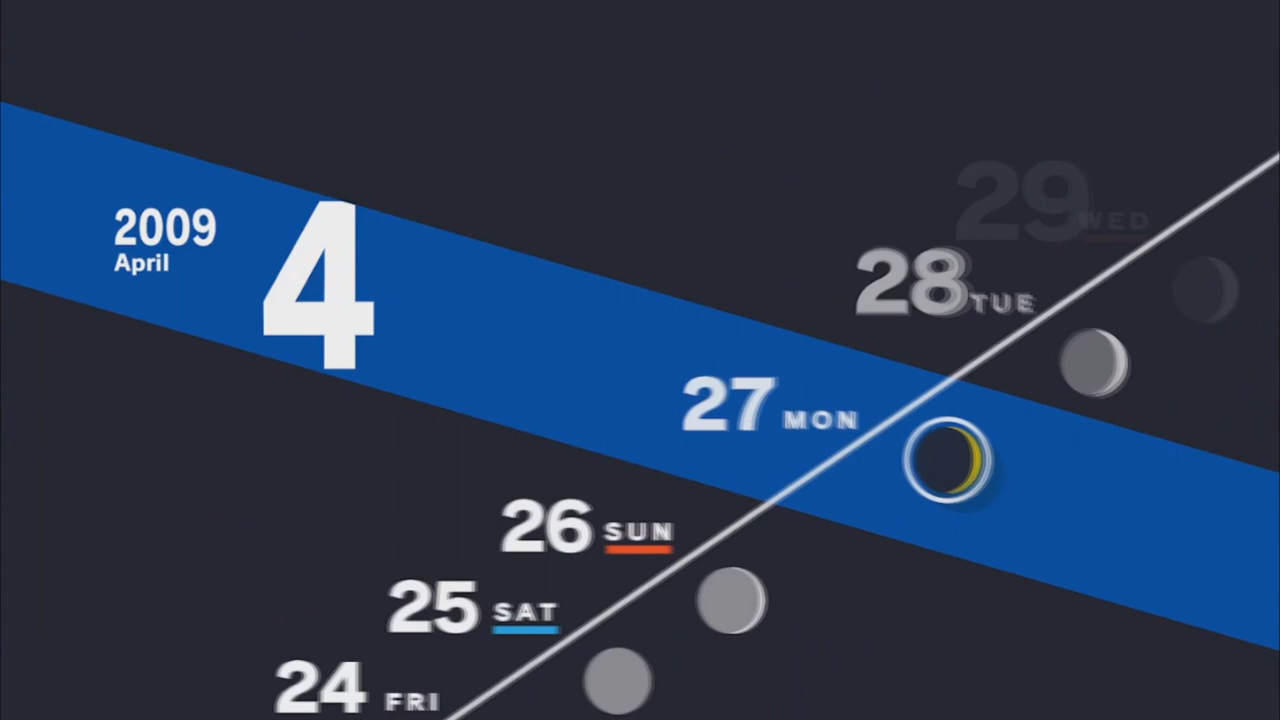 2009
April
4
29 WED
28 TUE
27 MON
26 SUN
25 SAT
24 FRI